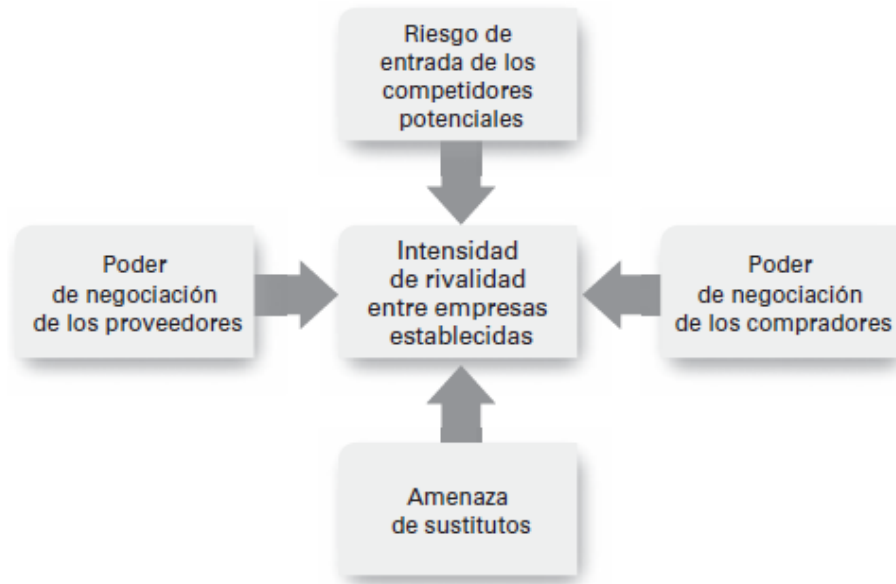 Riesgo de
entrada de los
competidores
potenciales
Poder
de negociación
de los proveedores
Intensidad
de rivalidad
entre empresas
establecidas
Poder
de negociación
de los compradores
Amenaza
de sustitutos